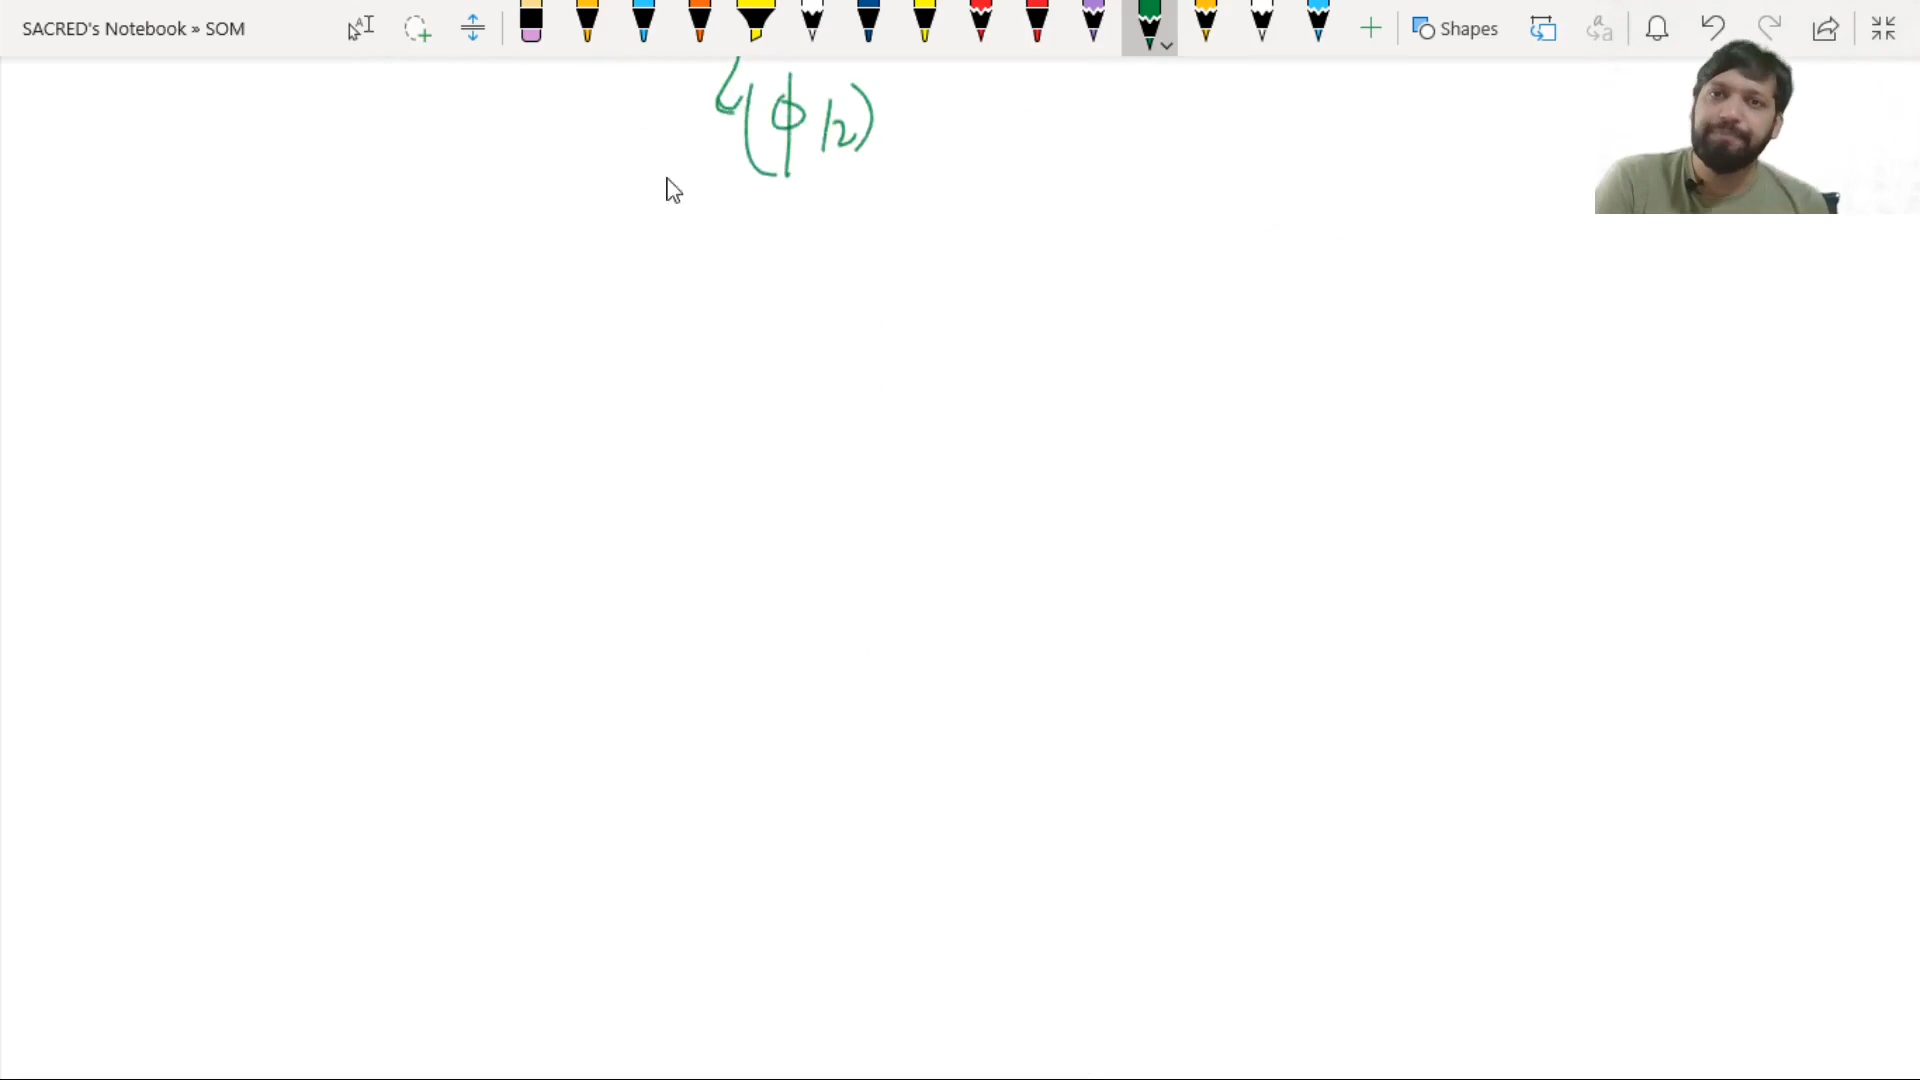 SACRED's Notebook » SOM
Shapes
(ϕ/2)